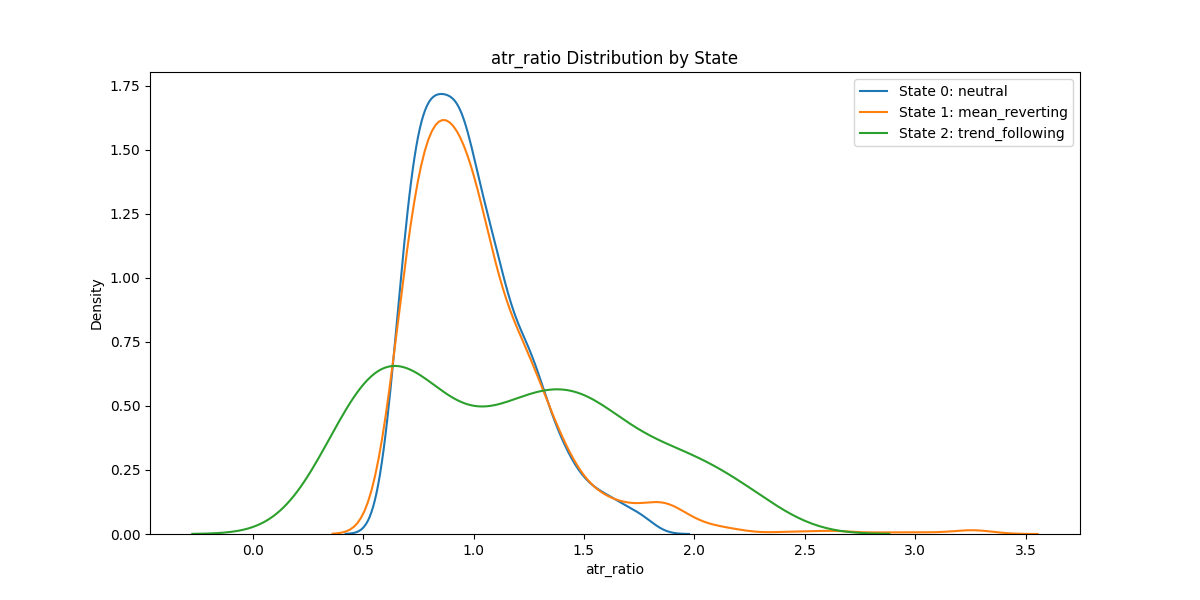 atr_ratio Distribution by State
State 0: neutral
State 1: mean_reverting
State 2: trend_following
Density
1.75
1.50
1.25
1.00
0.75
0.50
0.25
0.00
0.0 0.5 1.0 1.5 2.0 2.5 3.0 3.5
atr_ratio